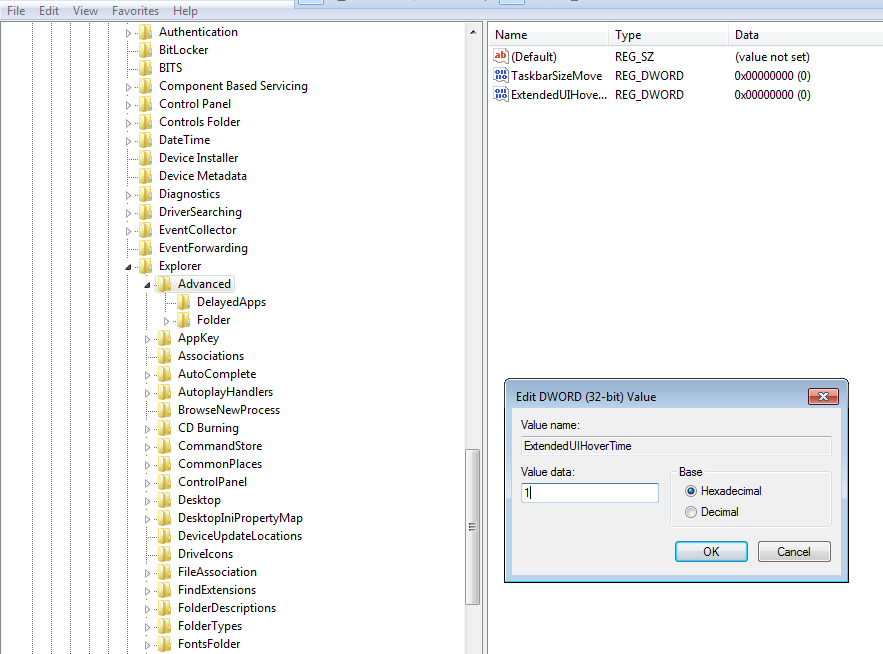 File Edit View Favorites Help
Authentication
BitLocker
BITS
Component Based Servicing
Control Panel
Controls Folder
DateTime
Device Installer
Device Metadata
Diagnostics
DriverSearching
EventCollector
EventForwarding
Explorer
Advanced
DelayedApps
Folder
AppKey
Associations
AutoComplete
AutoplayHandlers
BrowseNewProcess
CD Burning
CommandStore
CommonPlaces
ControlPanel
Desktop
DesktopIniPropertyMap
DeviceUpdateLocations
DriveIcons
FileAssociation
FindExtensions
FolderDescriptions
FolderTypes
FontsFolder
Name Type Data
(Default) REG_SZ (value not set)
TaskbarSizeMove REG_DWORD 0x00000000 (0)
ExtendedUIHove... REG_DWORD 0x00000000 (0)
Edit DWORD (32-bit) Value
Value name:
ExtendedUIHoverTime
Value data:
1
Base
Hexadecimal
Decimal
OK Cancel